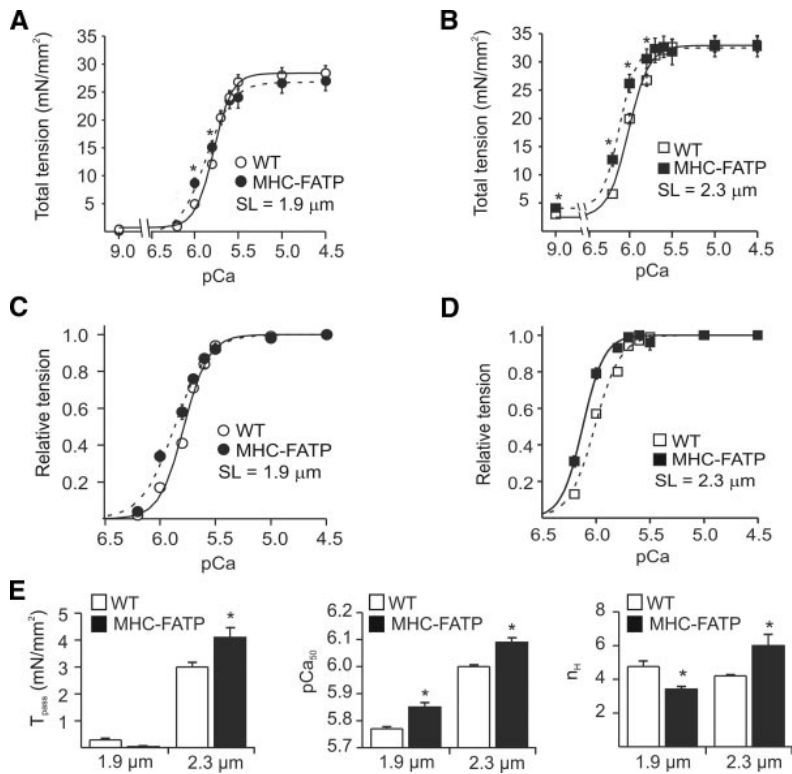 A
Total tension (mN/mm²)
35
30
25
20
15
10
5
*
*
WT
MHC-FATP
SL = 1.9 μm
9.0 6.5 6.0 5.5 5.0 4.5
pCa
B
Total tension (mN/mm²)
35
30
25
20
15
10
5
*
*
*
*
WT
MHC-FATP
SL = 2.3 μm
9.0 6.5 6.0 5.5 5.0 4.5
pCa
C
Relative tension
1.0
0.8
0.6
0.4
0.2
WT
MHC-FATP
SL = 1.9 μm
6.5 6.0 5.5 5.0 4.5
pCa
D
Relative tension
1.0
0.8
0.6
0.4
0.2
WT
MHC-FATP
SL = 2.3 μm
6.5 6.0 5.5 5.0 4.5
pCa
E
WT
MHC-FATP
Tpass (mN/mm²)
5
4
3
2
1
*
1.9 μm 2.3 μm
WT
MHC-FATP
pCa50
6.2
6.1
6.0
5.9
5.8
5.7
*
*
1.9 μm 2.3 μm
WT
MHC-FATP
nH
8
6
4
2
*
*
1.9 μm 2.3 μm